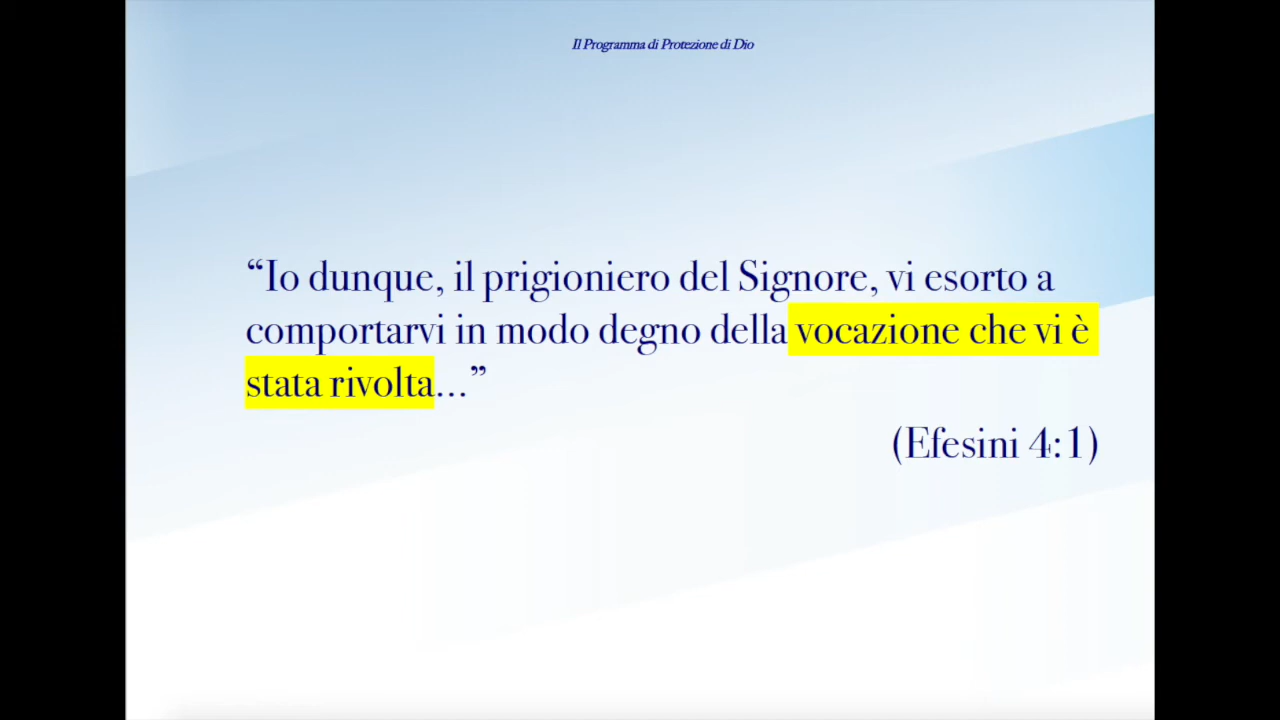 Il Programma di Protezione di Dio
“Io dunque, il prigioniero del Signore, vi esorto a
comportarvi in modo degno della vocazione che vi è
stata rivolta...”
(Efesini 4:1)